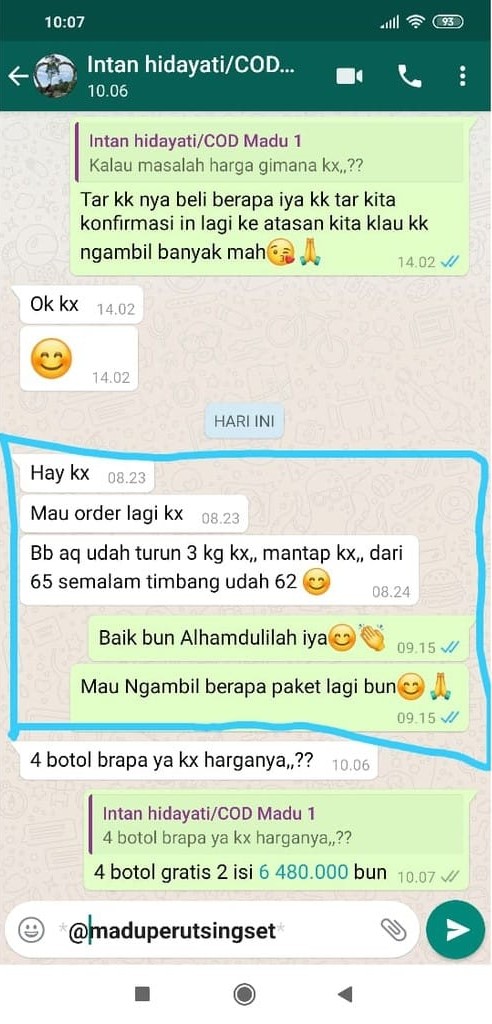 10:07
93
Intan hidayati/COD...
10.06
Intan hidayati/COD Madu 1
Kalau masalah harga gimana kx,,??
Tar kk nya beli berapa iya kk tar kita
konfirmasi in lagi ke atasan kita klau kk
ngambil banyak mah😘🙏
14.02
Ok kx 14.02
😊
14.02
HARI INI
Hay kx 08.23
Mau order lagi kx 08.23
Bb aq udah turun 3 kg kx,, mantap kx,, dari
65 semalam timbang udah 62 😊
08.24
Baik bun Alhamdulilah iya😊👏 09.15
Mau Ngambil berapa paket lagi bun😊🙏
09.15
4 botol brapa ya kx harganya,,?? 10.06
Intan hidayati/COD Madu 1
4 botol brapa ya kx harganya,,??
4 botol gratis 2 isi 6 480.000 bun 10.07
*@maduperutsingset*